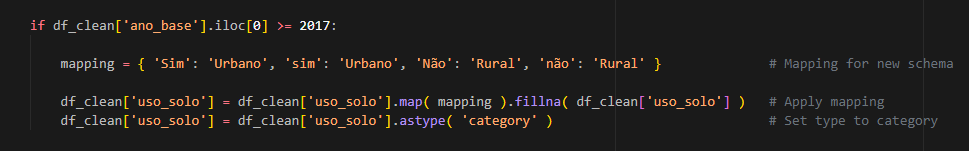 if df_clean['ano_base'].iloc[0] >= 2017:
mapping = { 'Sim': 'Urbano', 'sim': 'Urbano', 'Não': 'Rural', 'não': 'Rural' } # Mapping for new schema
df_clean['uso_solo'] = df_clean['uso_solo'].map( mapping ).fillna( df_clean['uso_solo'] ) # Apply mapping
df_clean['uso_solo'] = df_clean['uso_solo'].astype( 'category' ) # Set type to category